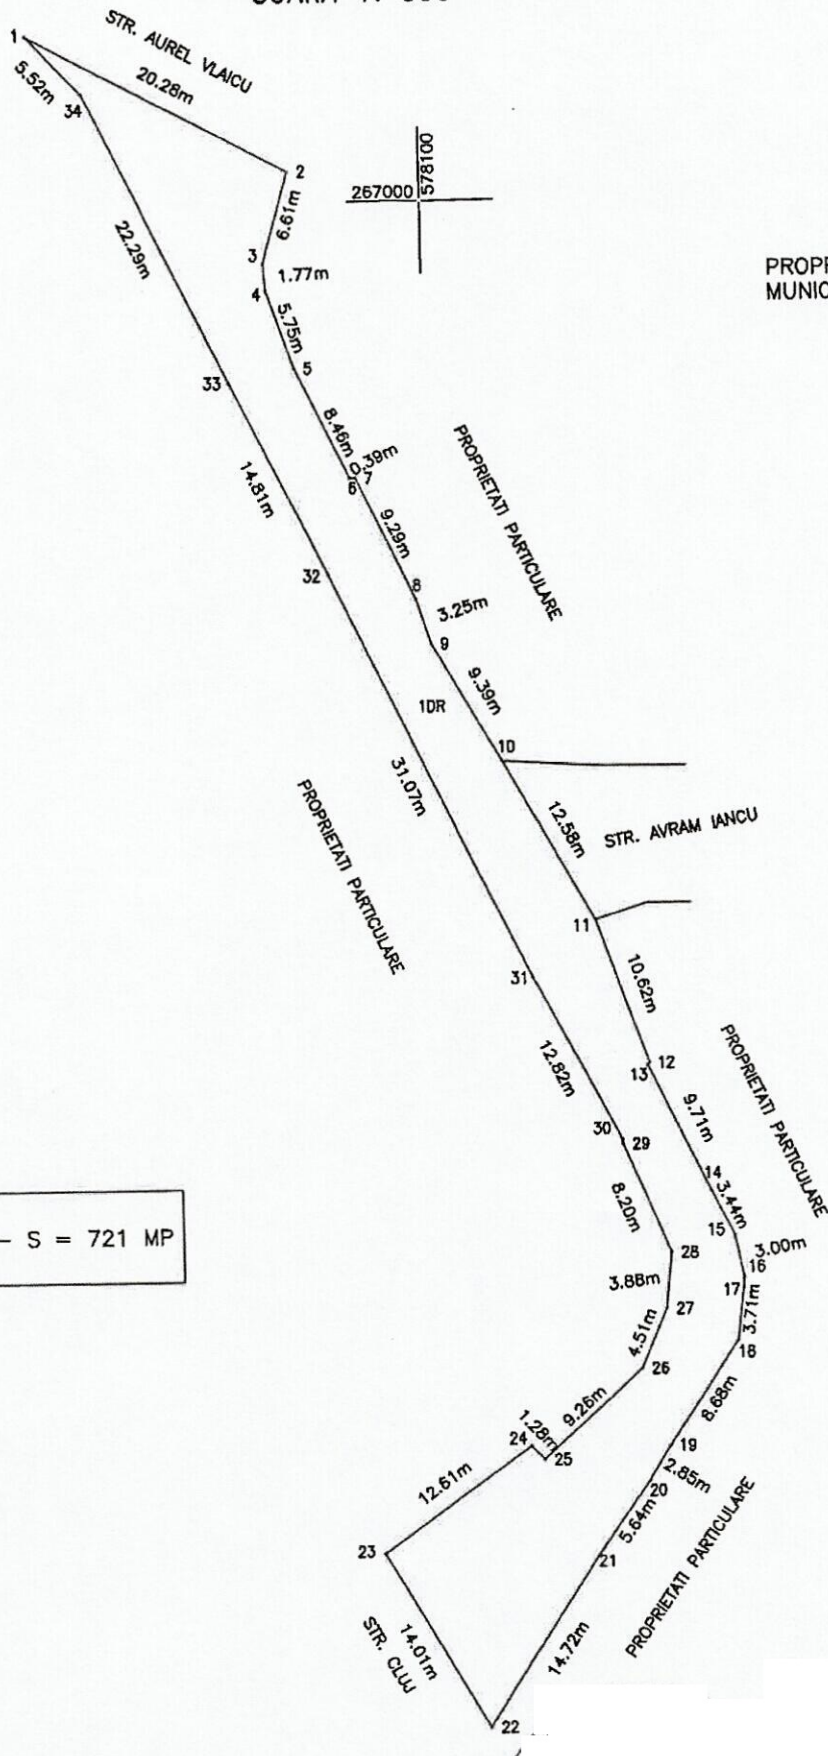 1
STR. AUREL VLAICU
20.28m
5.52m
34
2
578100
267000
6.61m
22.29m
3
1.77m
PROPRI
MUNIC
4
5.75m
5
33
8.46m
0.39m
PROPRIETATI PARTICULARE
7
6
14.81m
9.29m
32
8
3.25m
9
9.39m
1DR
10
31.07m
PROPRIETATI PARTICULARE
12.58m
STR. AVRAM IANCU
11
31
10.62m
12
13
PROPRIETATI PARTICULARE
12.82m
9.71m
30
29
14
3.44m
8.20m
15
- S = 721 MP
3.00m
28
16
3.88m
17
27
3.71m
4.51m
18
26
8.68m
9.26m
1.28m
24
19
25
2.85m
12.61m
20
5.64m
PROPRIETATI PARTICULARE
23
21
14.01m
STR. CLUJ
14.72m
22